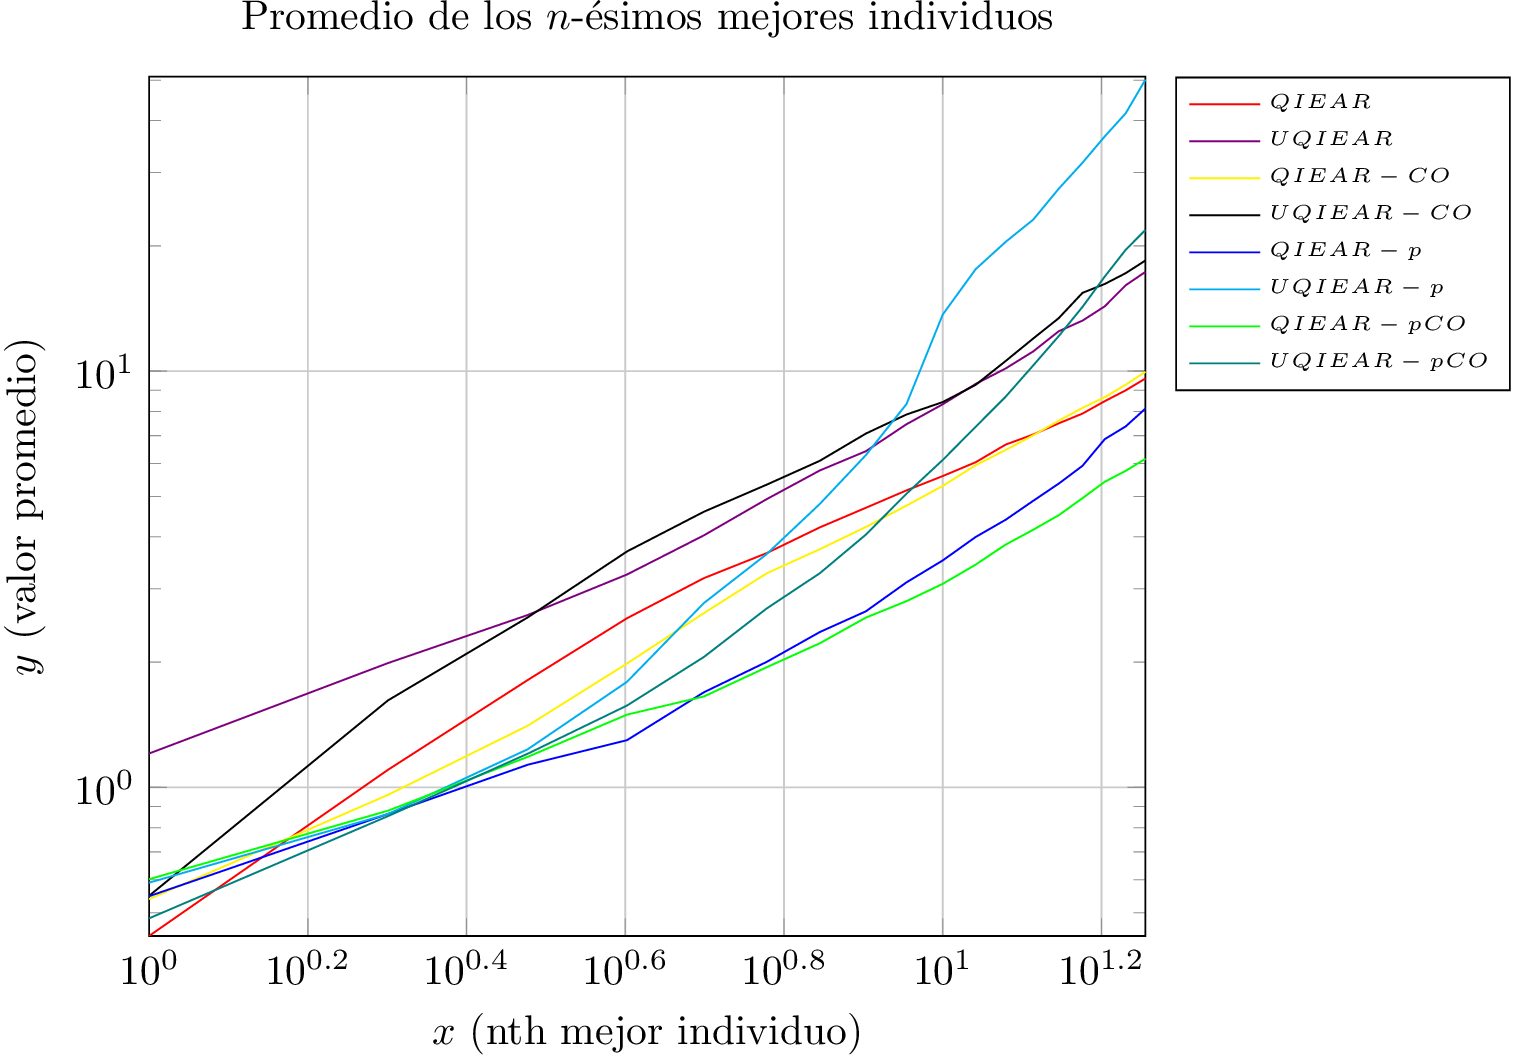 Promedio de los n-ésimos mejores individuos
QIEAR
UQIEAR
QIEAR − CO
UQIEAR − CO
QIEAR − p
UQIEAR − p
QIEAR − pCO
UQIEAR − pCO
y (valor promedio)
10^1
10^0
10^0 10^0.2 10^0.4 10^0.6 10^0.8 10^1 10^1.2
x (nth mejor individuo)